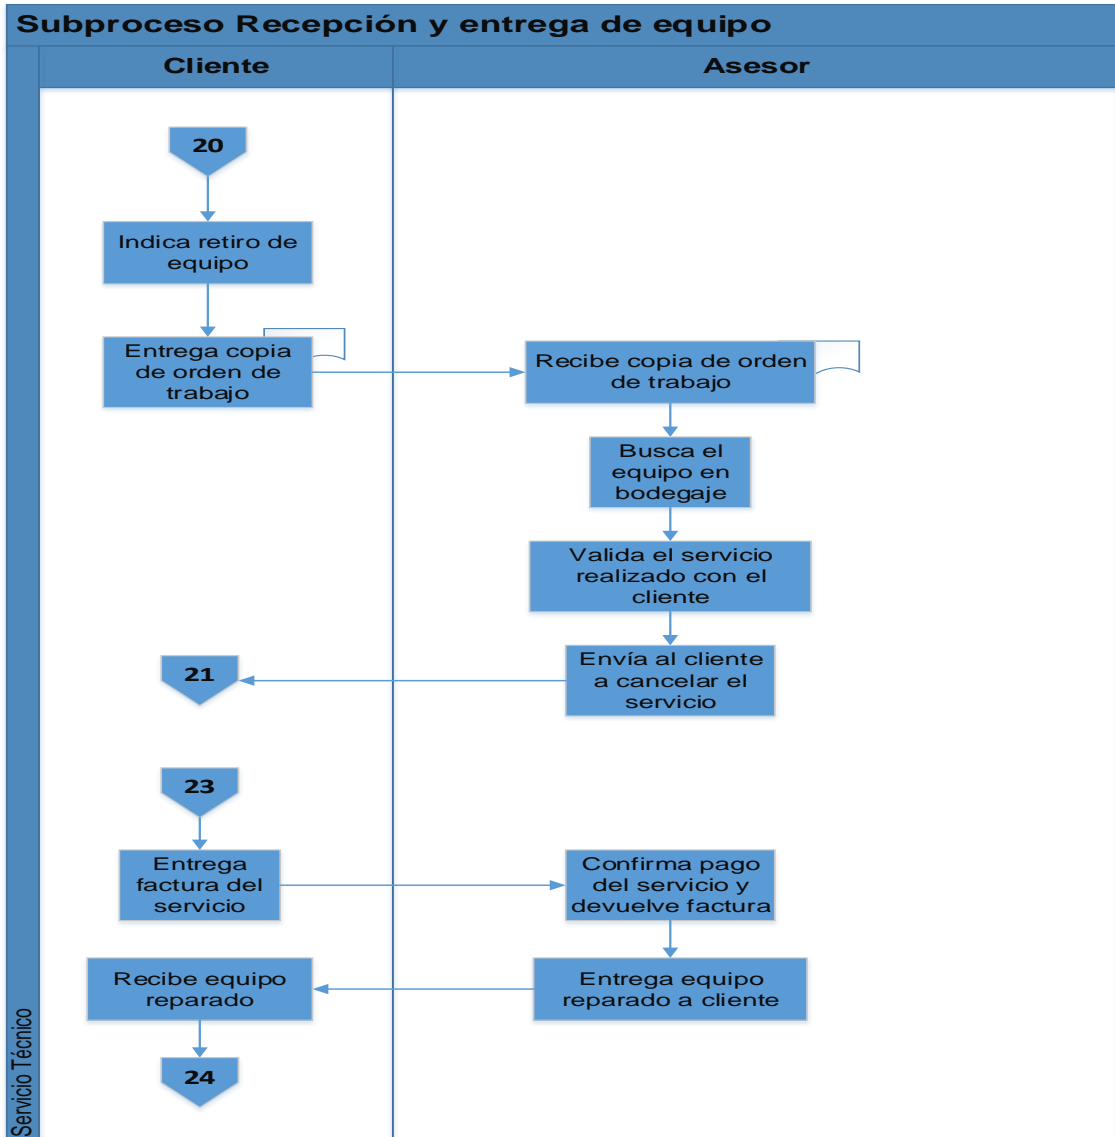 Subproceso Recepción y entrega de equipo
Cliente
Asesor
20
Indica retiro de
equipo
Entrega copia
de orden de
trabajo
Recibe copia de orden
de trabajo
Busca el
equipo en
bodegaje
Valida el servicio
realizado con el
cliente
Envía al cliente
a cancelar el
servicio
21
23
Entrega
factura del
servicio
Confirma pago
del servicio y
devuelve factura
Entrega equipo
reparado a cliente
Recibe equipo
reparado
24
Servicio Técnico